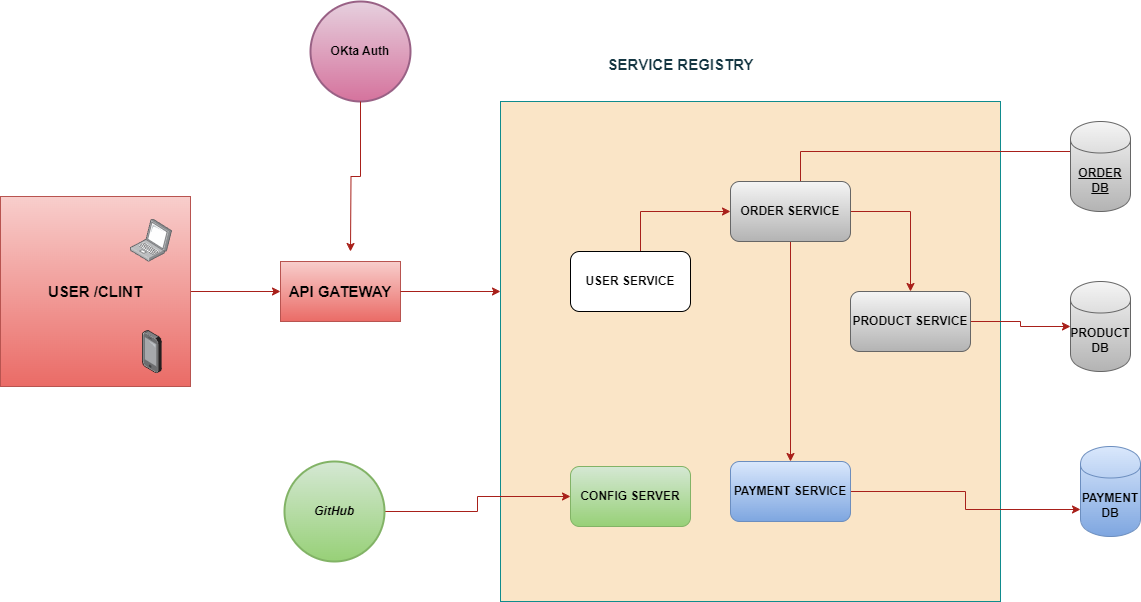 OKta Auth
SERVICE REGISTRY
ORDER
DB
ORDER SERVICE
USER SERVICE
USER /CLINT
API GATEWAY
PRODUCT SERVICE
PRODUCT
DB
CONFIG SERVER
PAYMENT SERVICE
PAYMENT
DB
GitHub